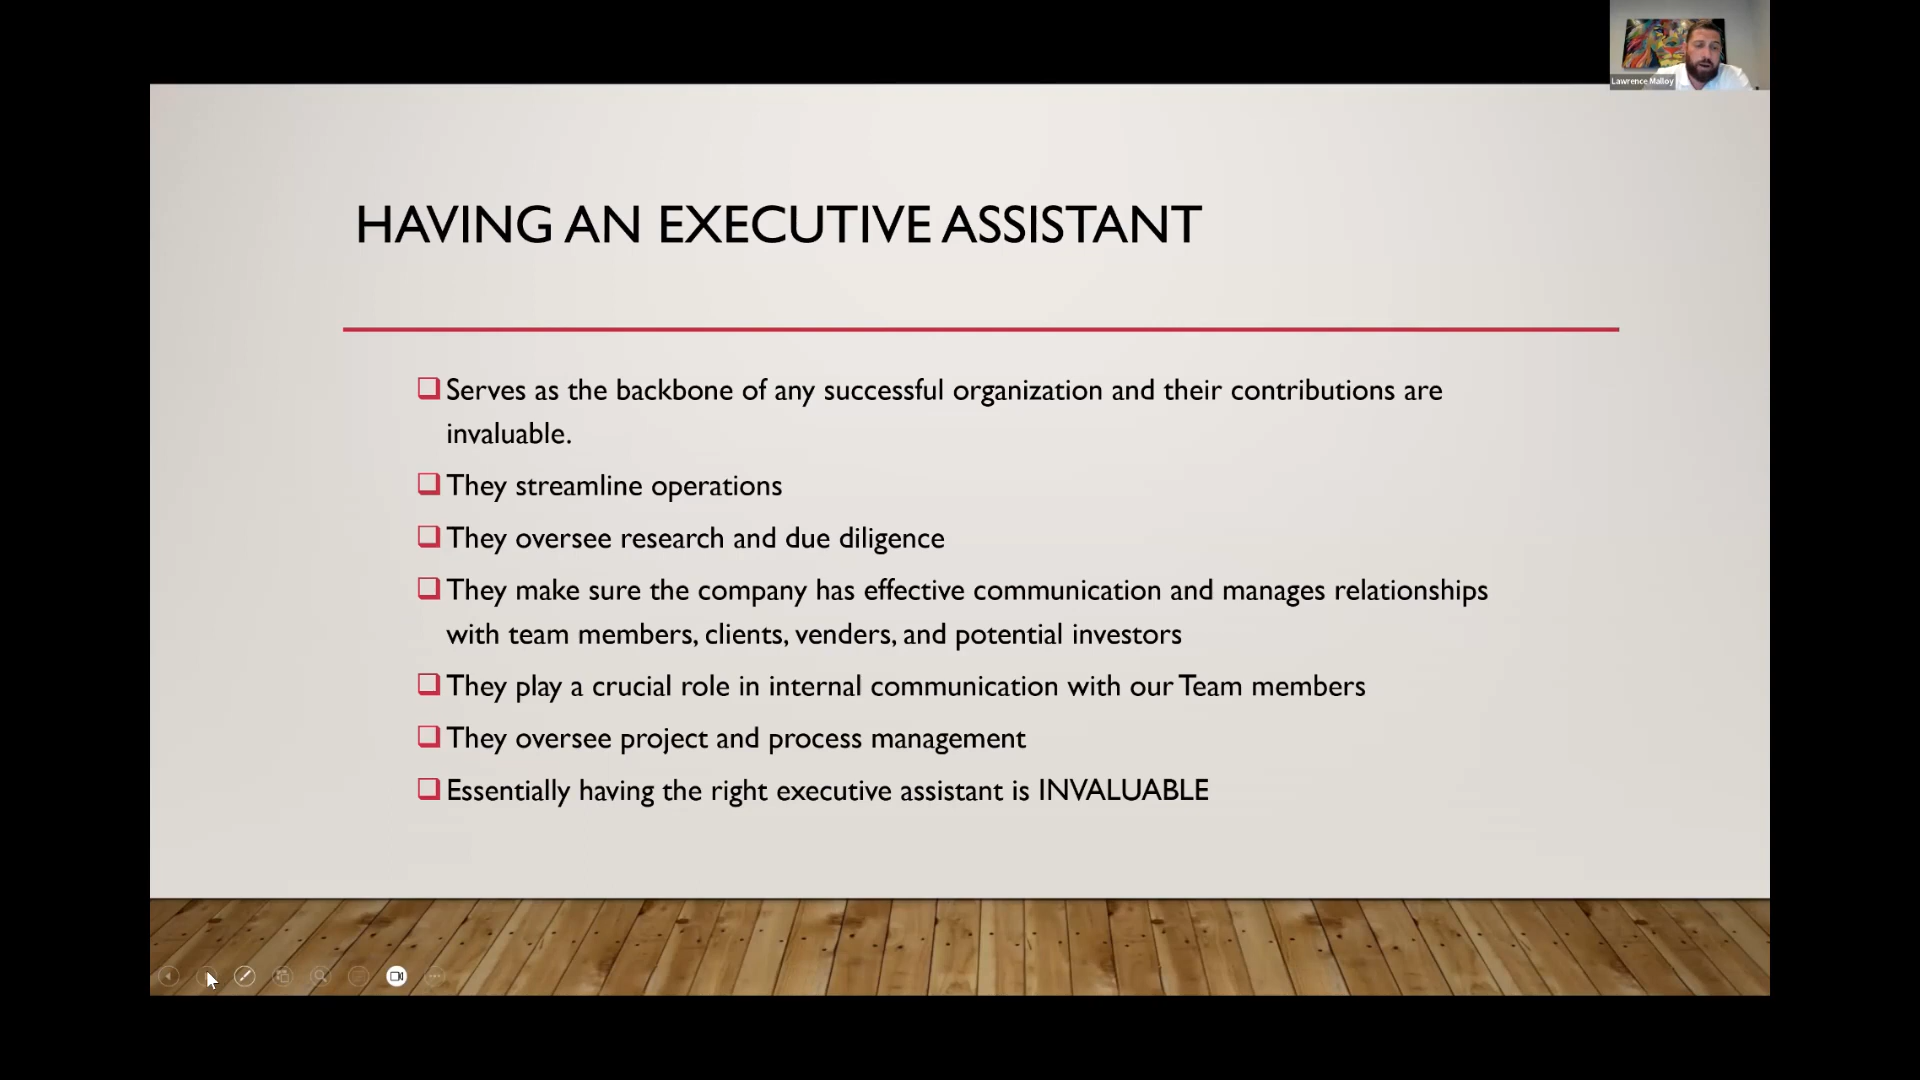 Lawrence Malloy
HAVING AN EXECUTIVE ASSISTANT
Serves as the backbone of any successful organization and their contributions are
invaluable.
They streamline operations
They oversee research and due diligence
They make sure the company has effective communication and manages relationships
with team members, clients, venders, and potential investors
They play a crucial role in internal communication with our Team members
They oversee project and process management
Essentially having the right executive assistant is INVALUABLE